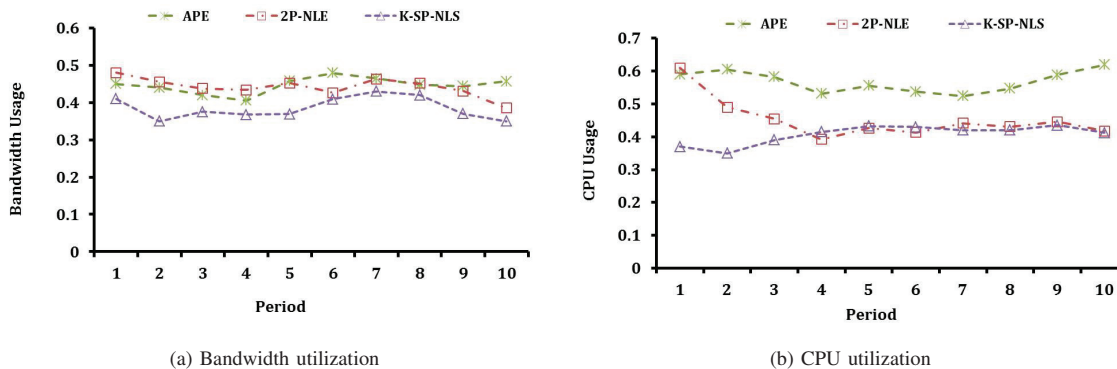 APE 2P-NLE K-SP-NLS
0.6
0.5
0.4
0.3
0.2
0.1
0
Bandwidth Usage
1 2 3 4 5 6 7 8 9 10
Period
(a) Bandwidth utilization
APE 2P-NLE K-SP-NLS
0.7
0.6
0.5
0.4
0.3
0.2
0.1
0
CPU Usage
1 2 3 4 5 6 7 8 9 10
Period
(b) CPU utilization